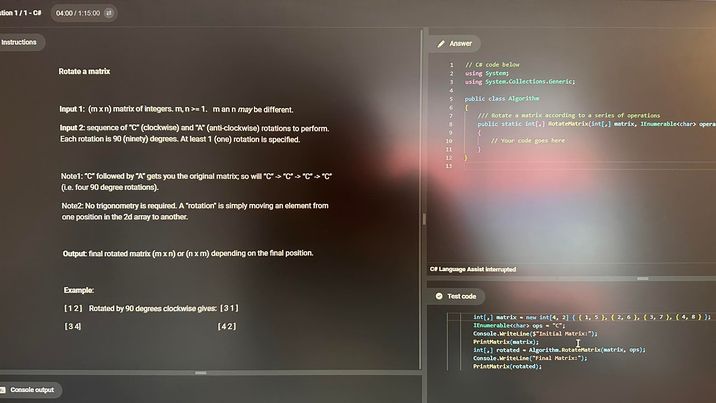 stion 1 / 1 - C#
04:00 / 1:15:00
Instructions
Rotate a matrix
Input 1: (m x n) matrix of integers. m, n >= 1. m an n may be different.
Input 2: sequence of "C" (clockwise) and "A" (anti-clockwise) rotations to perform.
Each rotation is 90 (ninety) degrees. At least 1 (one) rotation is specified.
Note1: "C" followed by "A" gets you the original matrix; so will "C" -> "C" -> "C" -> "C"
(i.e. four 90 degree rotations).
Note2: No trigonometry is required. A "rotation" is simply moving an element from
one position in the 2d array to another.
Output: final rotated matrix (m x n) or (n x m) depending on the final position.
Example:
[1 2] Rotated by 90 degrees clockwise gives: [3 1]
[3 4] [4 2]
Console output
Answer
1 // C# code below
2 using System;
3 using System.Collections.Generic;
4
5 public class Algorithm
6 {
7 /// Rotate a matrix according to a series of operations
8 public static int[,] RotateMatrix(int[,] matrix, IEnumerable<char> opera
9 {
10 // Your code goes here
11 }
12 }
13
C# Language Assist interrupted
Test code
int[,] matrix = new int[4, 2] { { 1, 5 }, { 2, 6 }, { 3, 7 }, { 4, 8 } };
IEnumerable<char> ops = "C";
Console.WriteLine($"Initial Matrix:");
PrintMatrix(matrix);
int[,] rotated = Algorithm.RotateMatrix(matrix, ops);
Console.WriteLine("Final Matrix:");
PrintMatrix(rotated);